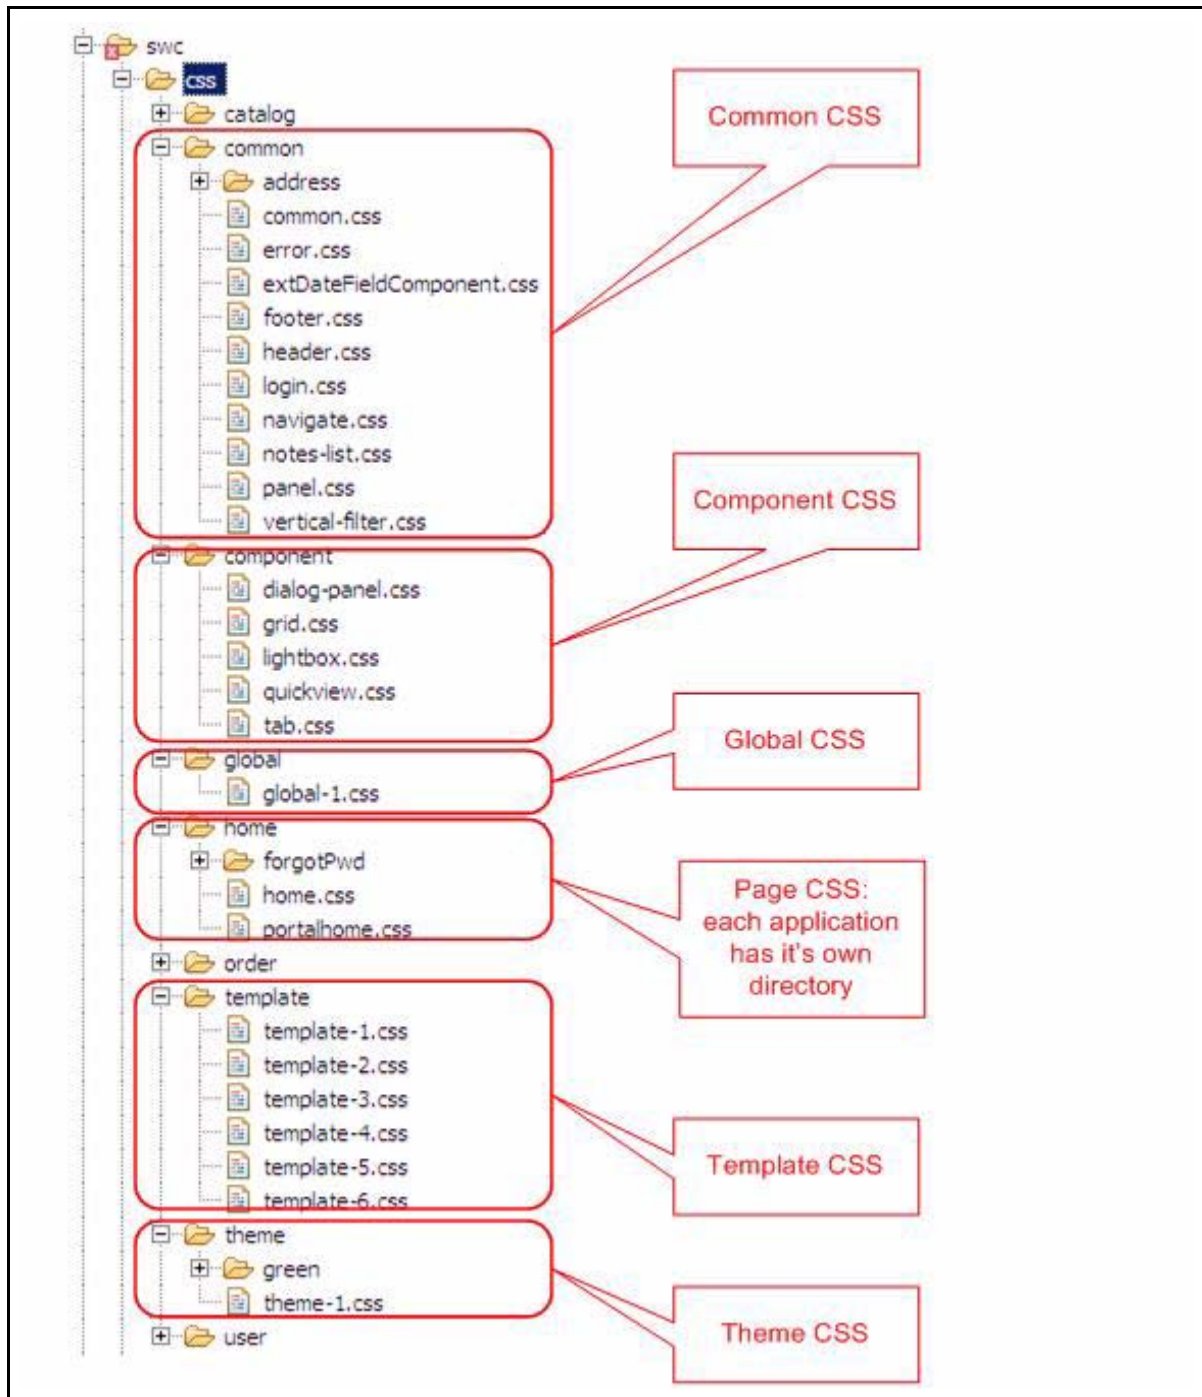 swc
css
catalog
common
address
common.css
error.css
extDateFieldComponent.css
footer.css
header.css
login.css
navigate.css
notes-list.css
panel.css
vertical-filter.css
component
dialog-panel.css
grid.css
lightbox.css
quickview.css
tab.css
global
global-1.css
home
forgotPwd
home.css
portalhome.css
order
template
template-1.css
template-2.css
template-3.css
template-4.css
template-5.css
template-6.css
theme
green
theme-1.css
user
Common CSS
Component CSS
Global CSS
Page CSS:
each application
has it's own
directory
Template CSS
Theme CSS